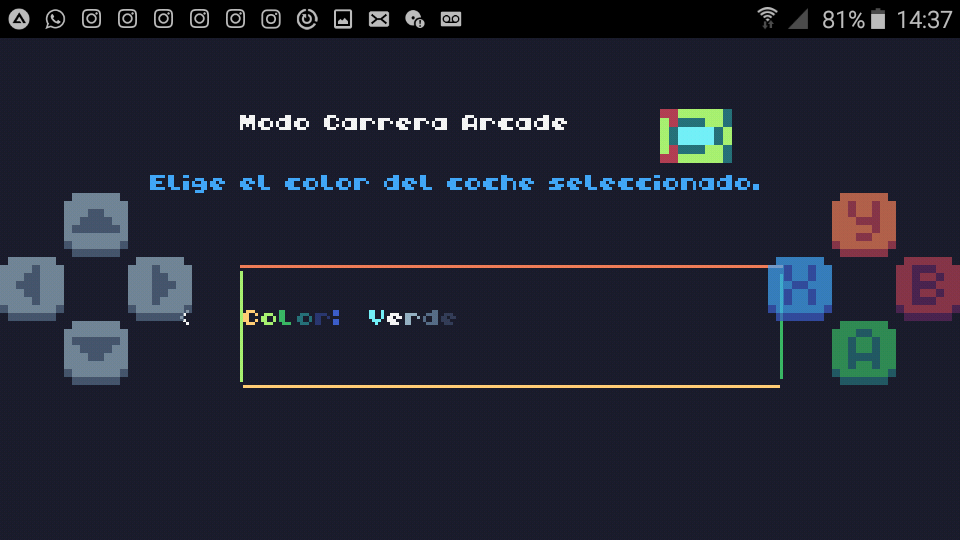 81% 14:37
Modo Carrera Arcade
Elige el color del coche seleccionado.
Y
X B
Color: Verde
A